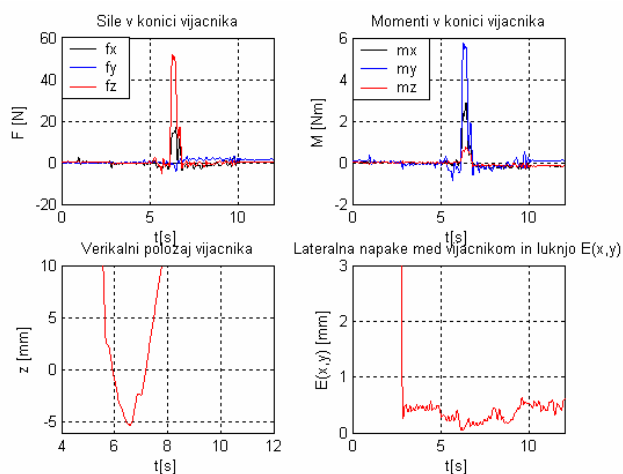 Sile v konici vijacnika
60
40
20
0
-20
F [N]
fx
fy
fz
0 5 10
t[s]
Momenti v konici vijacnika
6
4
2
0
-2
M [Nm]
mx
my
mz
0 5 10
t[s]
Verikalni polozaj vijacnika
10
5
0
-5
z [mm]
4 6 8 10 12
t[s]
Lateralna napake med vijacnikom in luknjo E(x,y)
3
2
1
0
E(x,y) [mm]
0 5 10
t[s]